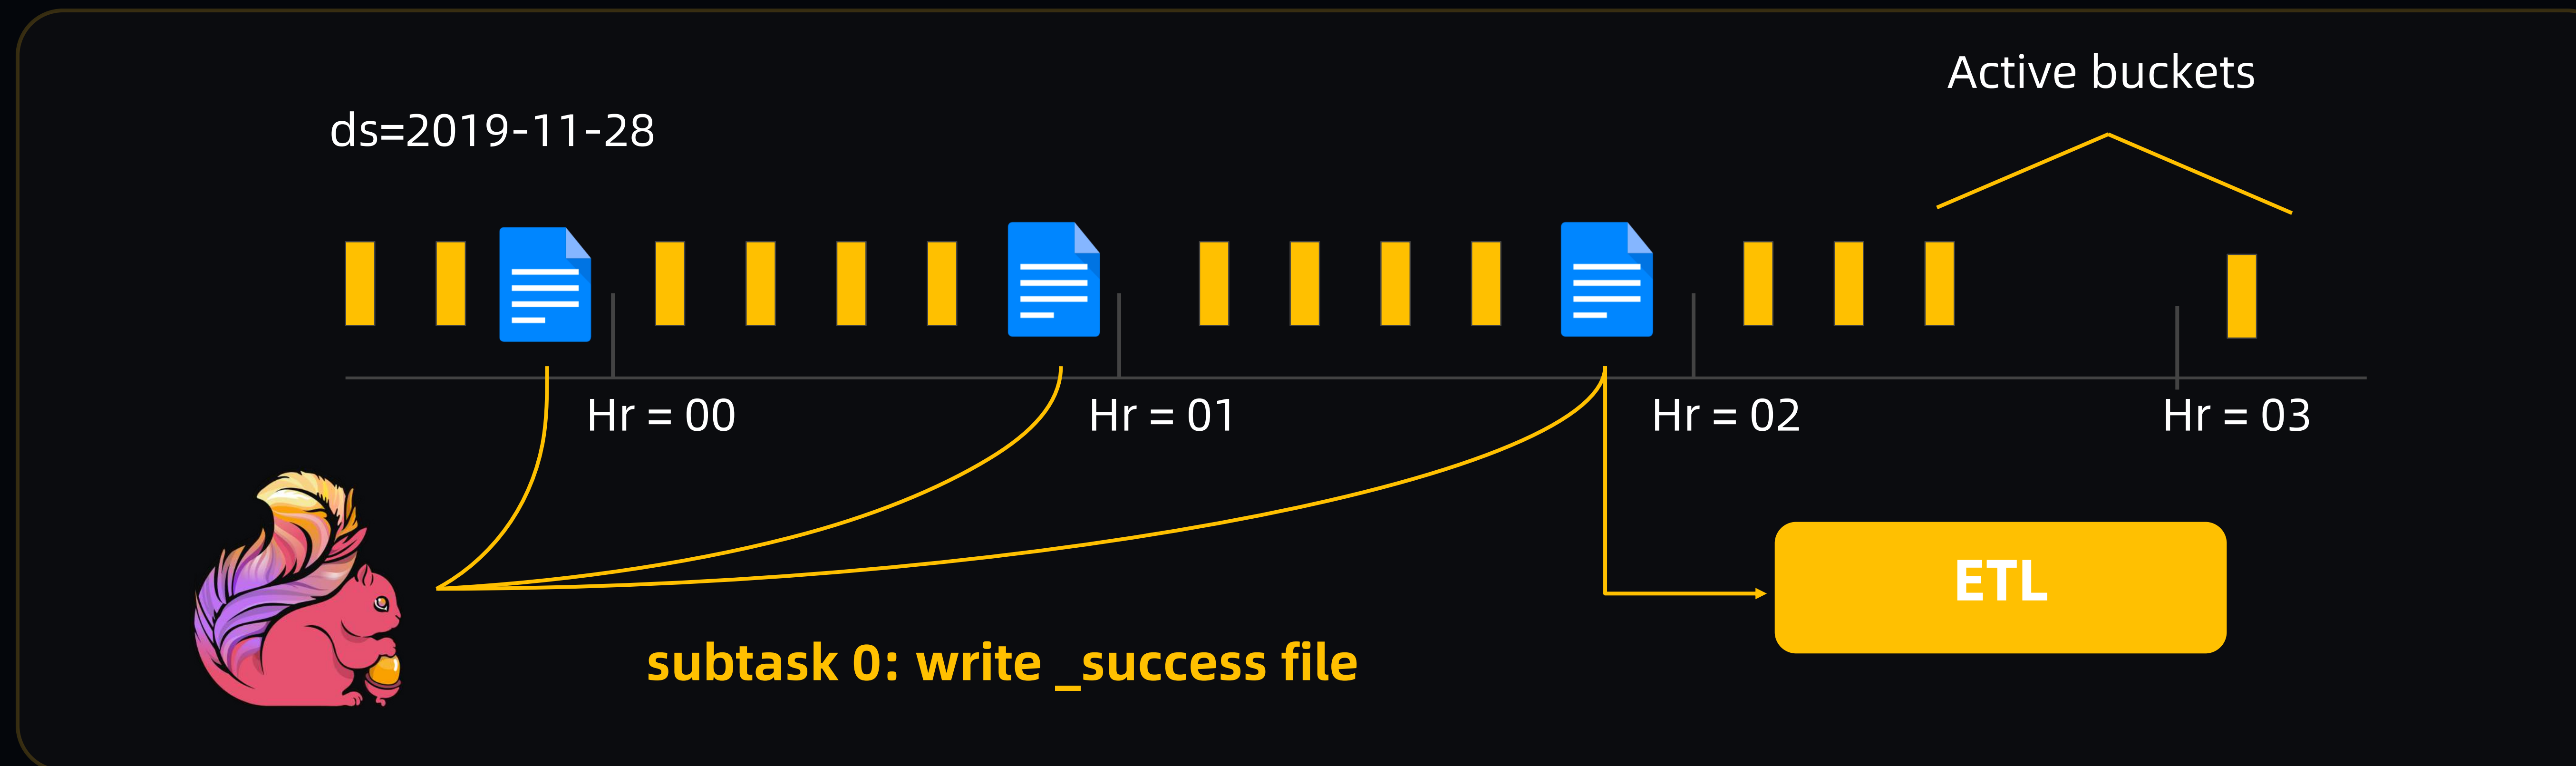 Active buckets
ds=2019-11-28
Hr = 00
Hr = 01
Hr = 02
Hr = 03
ETL
subtask 0: write _success file